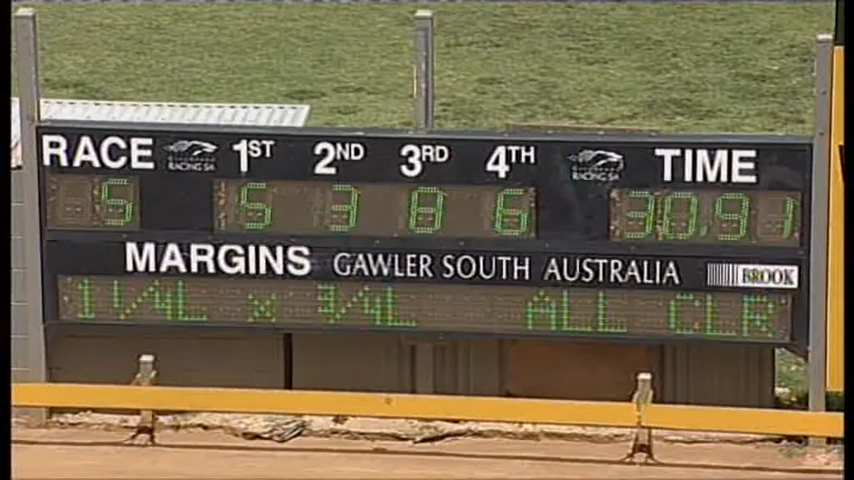 RACE 1ST 2ND 3RD 4TH TIME
5 5 3 8 6 30.91
MARGINS GAWLER SOUTH AUSTRALIA BROOK
1 1/4L x 3/4L ALL CLR